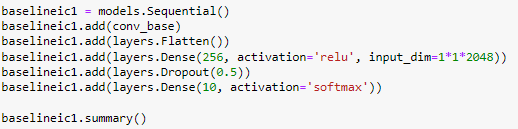 baselineic1 = models.Sequential()
baselineic1.add(conv_base)
baselineic1.add(layers.Flatten())
baselineic1.add(layers.Dense(256, activation='relu', input_dim=1*1*2048))
baselineic1.add(layers.Dropout(0.5))
baselineic1.add(layers.Dense(10, activation='softmax'))
baselineic1.summary()